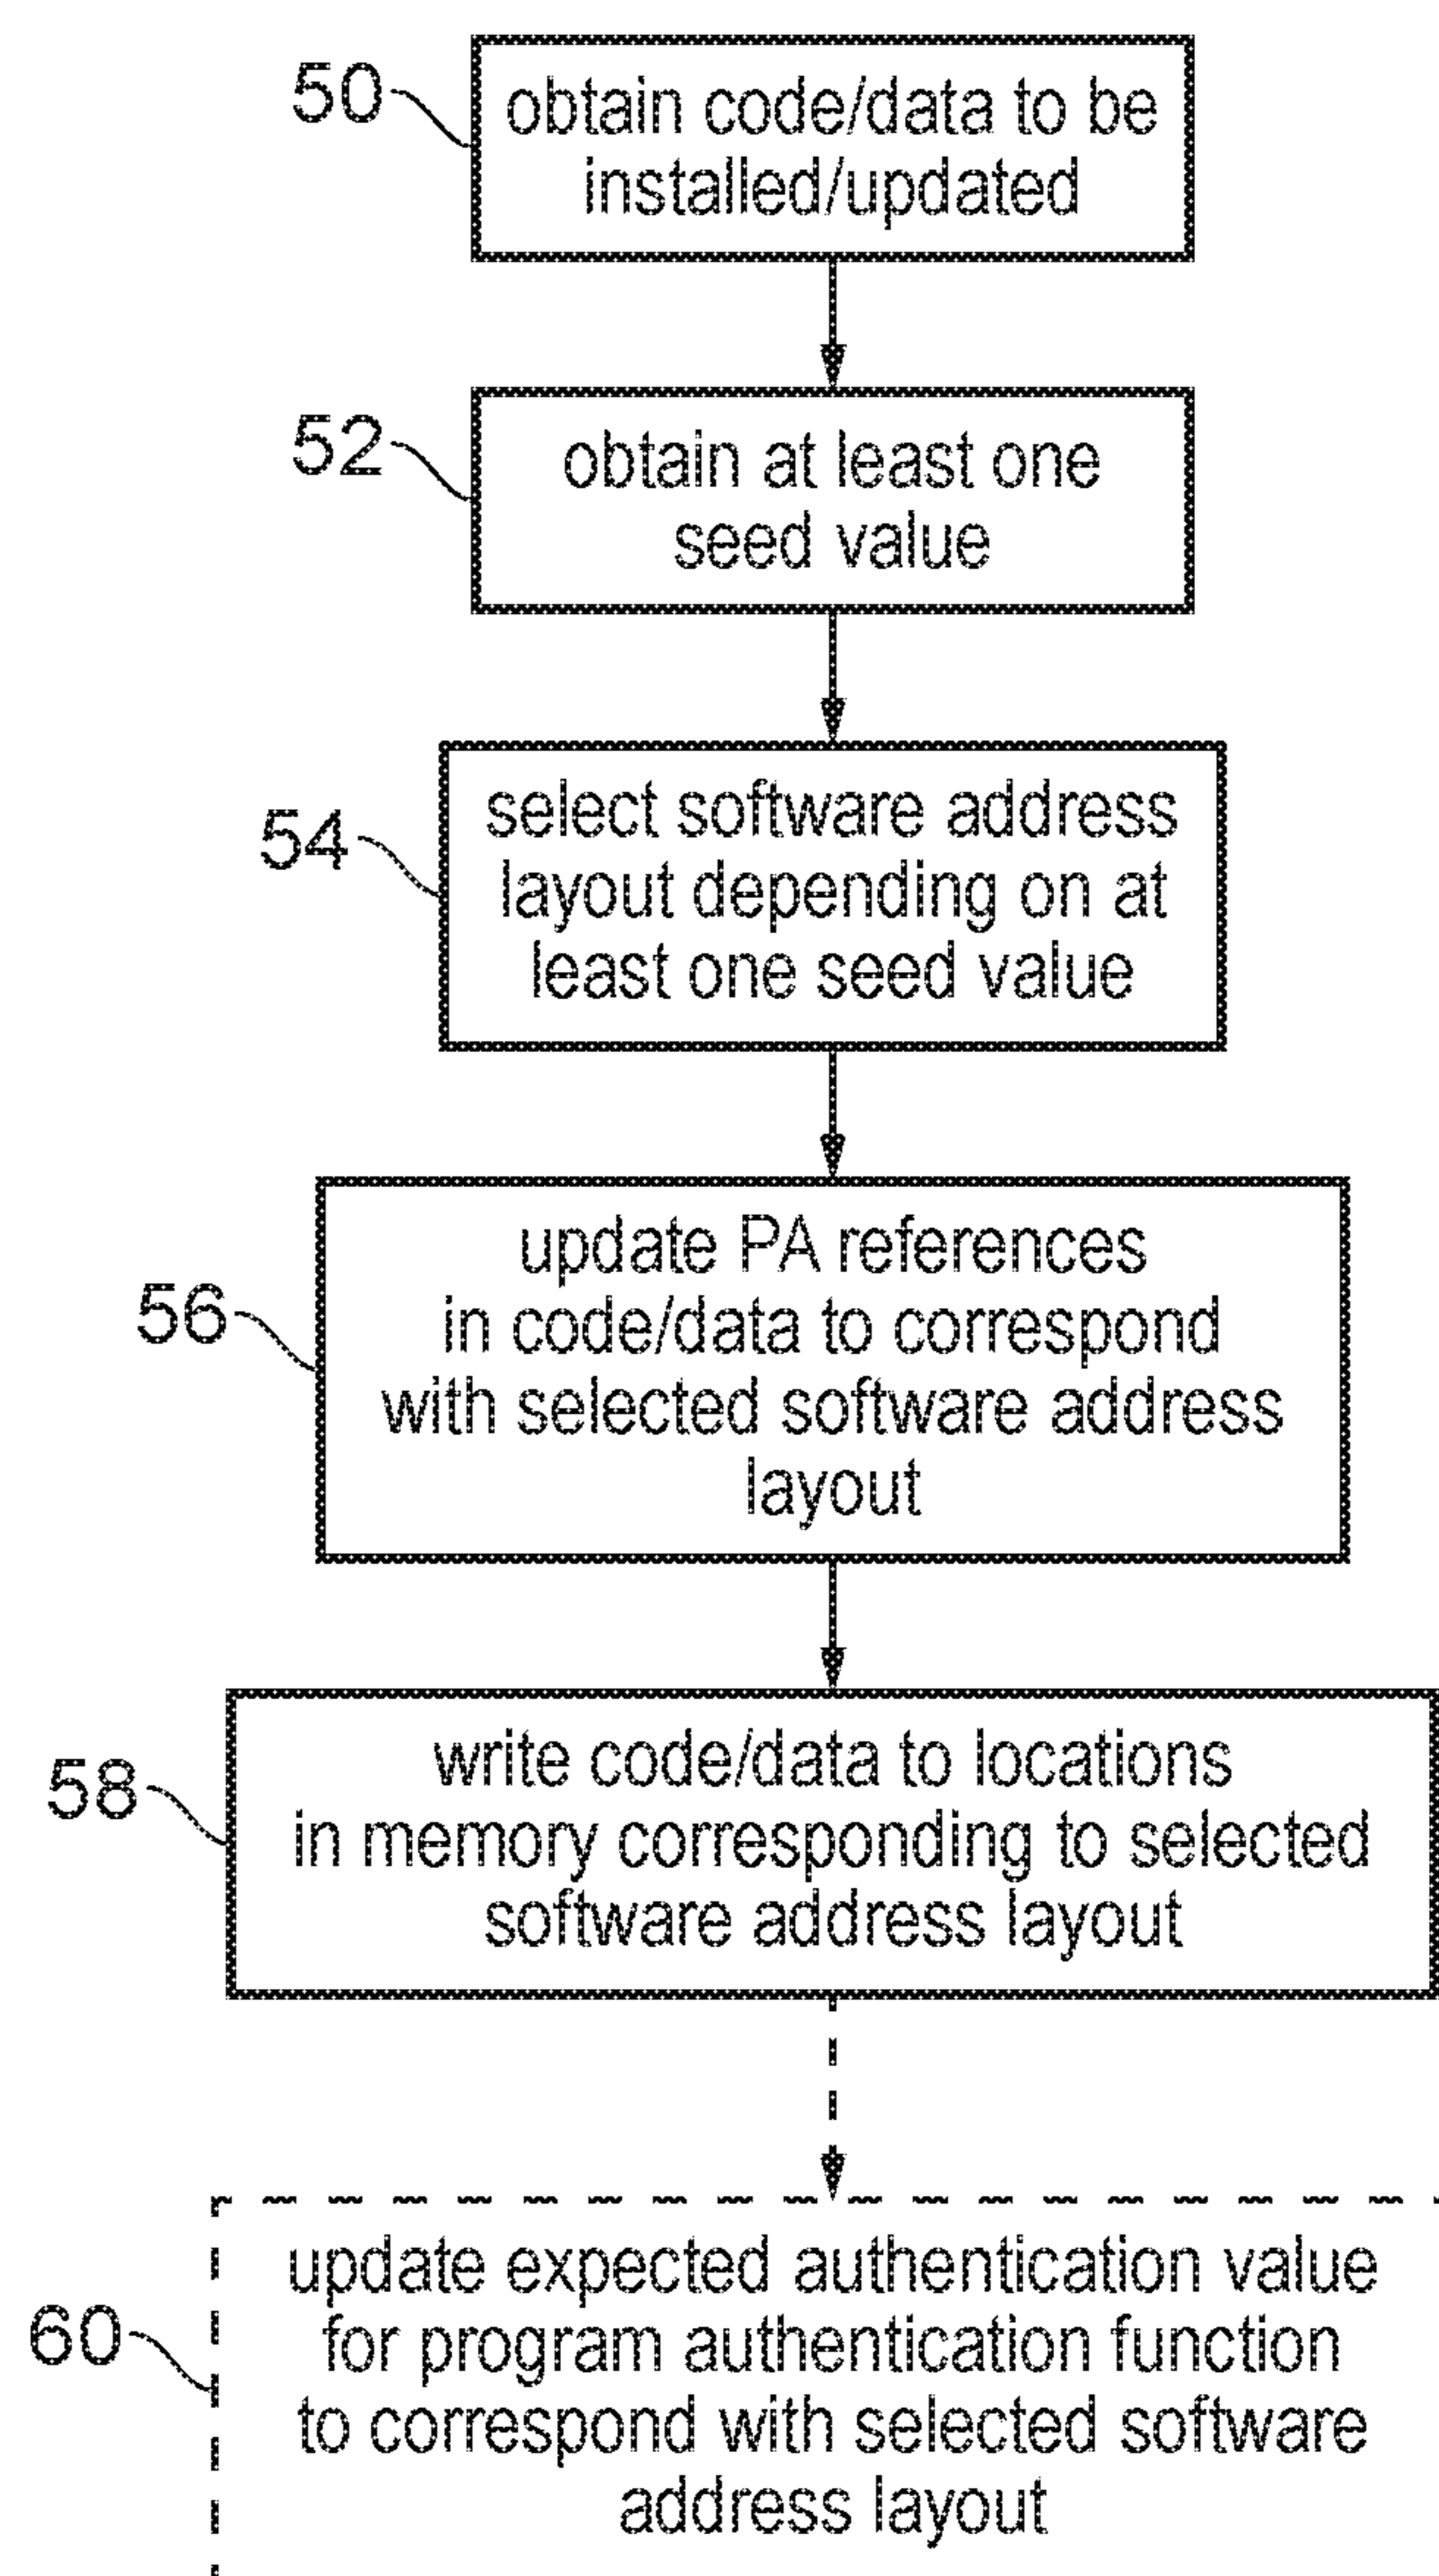 50
obtain code/data to be
installed/updated
52
obtain at least one
seed value
54
select software address
layout depending on at
least one seed value
56
update PA references
in code/data to correspond
with selected software address
layout
58
write code/data to locations
in memory corresponding to selected
software address layout
60
update expected authentication value
for program authentication function
to correspond with selected software
address layout